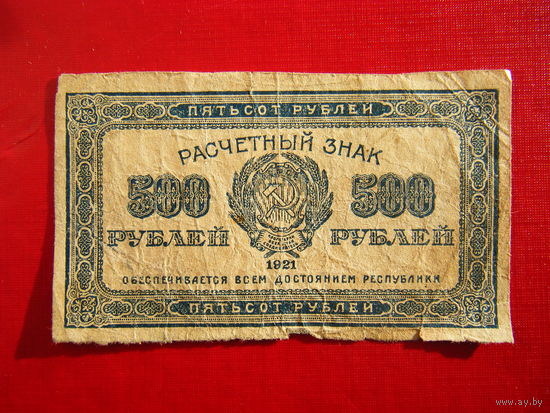 ПЯТЬСОТ РУБЛЕЙ
РАСЧЕТНЫЙ ЗНАК
500 500
РУБЛЕЙ РУБЛЕЙ
1921
ОБЕСПЕЧИВАЕТСЯ ВСЕМ ДОСТОЯНИЕМ РЕСПУБЛИКИ
ПЯТЬСОТ РУБЛЕЙ
www.ay.by